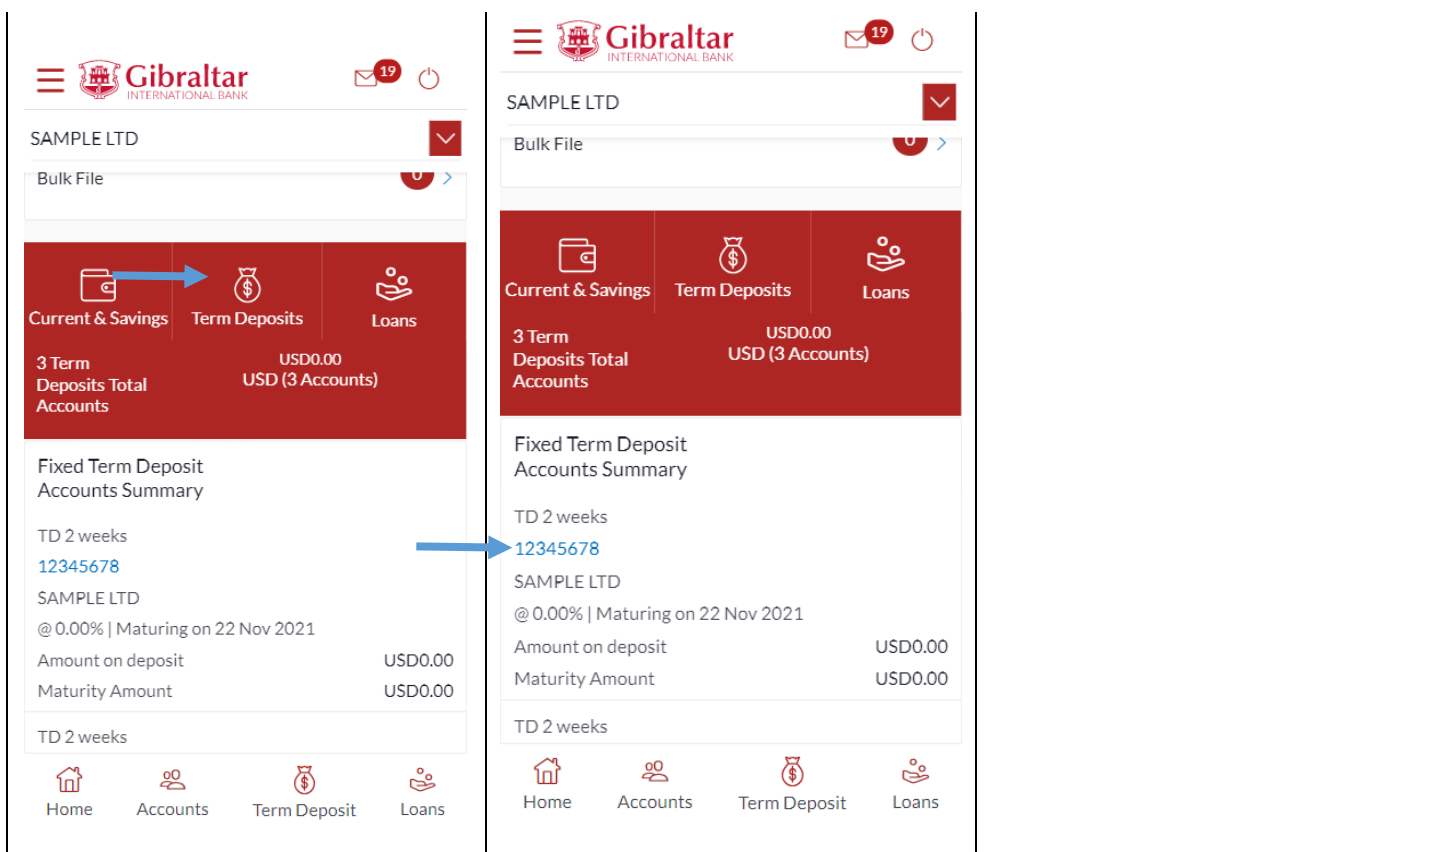 Gibraltar
INTERNATIONAL BANK
19
SAMPLE LTD
Bulk File
0
Current & Savings
Term Deposits
Loans
3 Term
Deposits Total
Accounts
USD0.00
USD (3 Accounts)
Fixed Term Deposit
Accounts Summary
TD 2 weeks
12345678
SAMPLE LTD
@ 0.00% | Maturing on 22 Nov 2021
Amount on deposit USD0.00
Maturity Amount USD0.00
TD 2 weeks
Home Accounts Term Deposit Loans
Gibraltar
INTERNATIONAL BANK
19
SAMPLE LTD
Bulk File
0
Current & Savings
Term Deposits
Loans
3 Term
Deposits Total
Accounts
USD0.00
USD (3 Accounts)
Fixed Term Deposit
Accounts Summary
TD 2 weeks
12345678
SAMPLE LTD
@ 0.00% | Maturing on 22 Nov 2021
Amount on deposit USD0.00
Maturity Amount USD0.00
TD 2 weeks
Home Accounts Term Deposit Loans